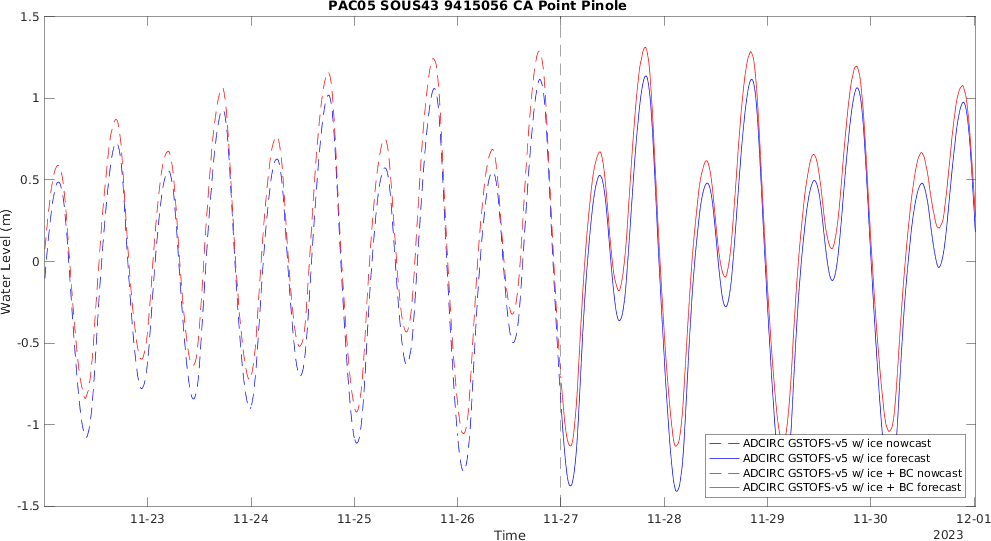 PAC05 SOUS43 9415056 CA Point Pinole
1.5
1
0.5
0
-0.5
-1
-1.5
Water Level (m)
ADCIRC GSTOFS-v5 w/ ice nowcast
ADCIRC GSTOFS-v5 w/ ice forecast
ADCIRC GSTOFS-v5 w/ ice + BC nowcast
ADCIRC GSTOFS-v5 w/ ice + BC forecast
11-23 11-24 11-25 11-26 11-27 11-28 11-29 11-30 12-01
Time
2023